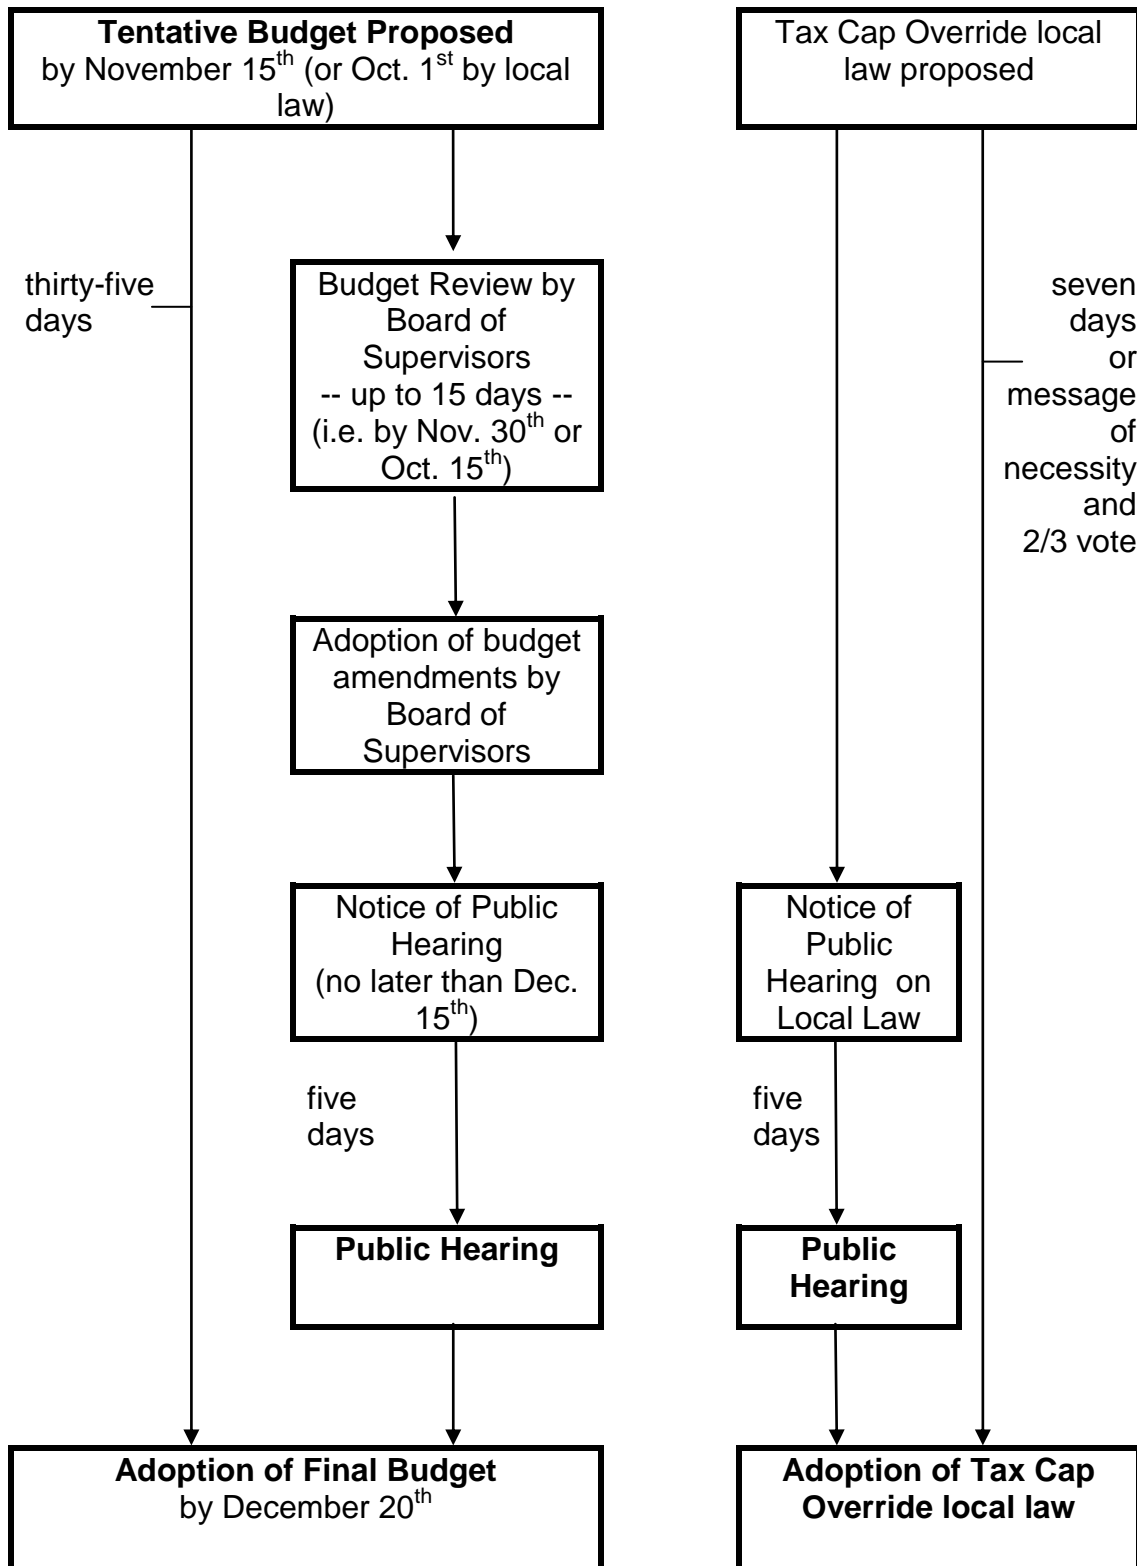 Tentative Budget Proposed
by November 15th (or Oct. 1st by local
law)
Tax Cap Override local
law proposed
thirty-five
days
Budget Review by
Board of
Supervisors
-- up to 15 days --
(i.e. by Nov. 30th or
Oct. 15th)
seven
days
or
message
of
necessity
and
2/3 vote
Adoption of budget
amendments by
Board of
Supervisors
Notice of Public
Hearing
(no later than Dec.
15th)
Notice of
Public
Hearing on
Local Law
five
days
five
days
Public Hearing
Public
Hearing
Adoption of Final Budget
by December 20th
Adoption of Tax Cap
Override local law